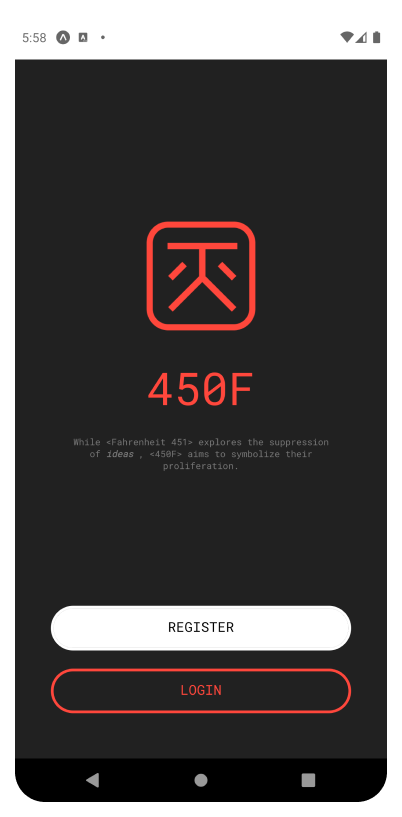 5:58
450F
While <Fahrenheit 451> explores the suppression
of ideas , <450F> aims to symbolize their
proliferation.
REGISTER
LOGIN